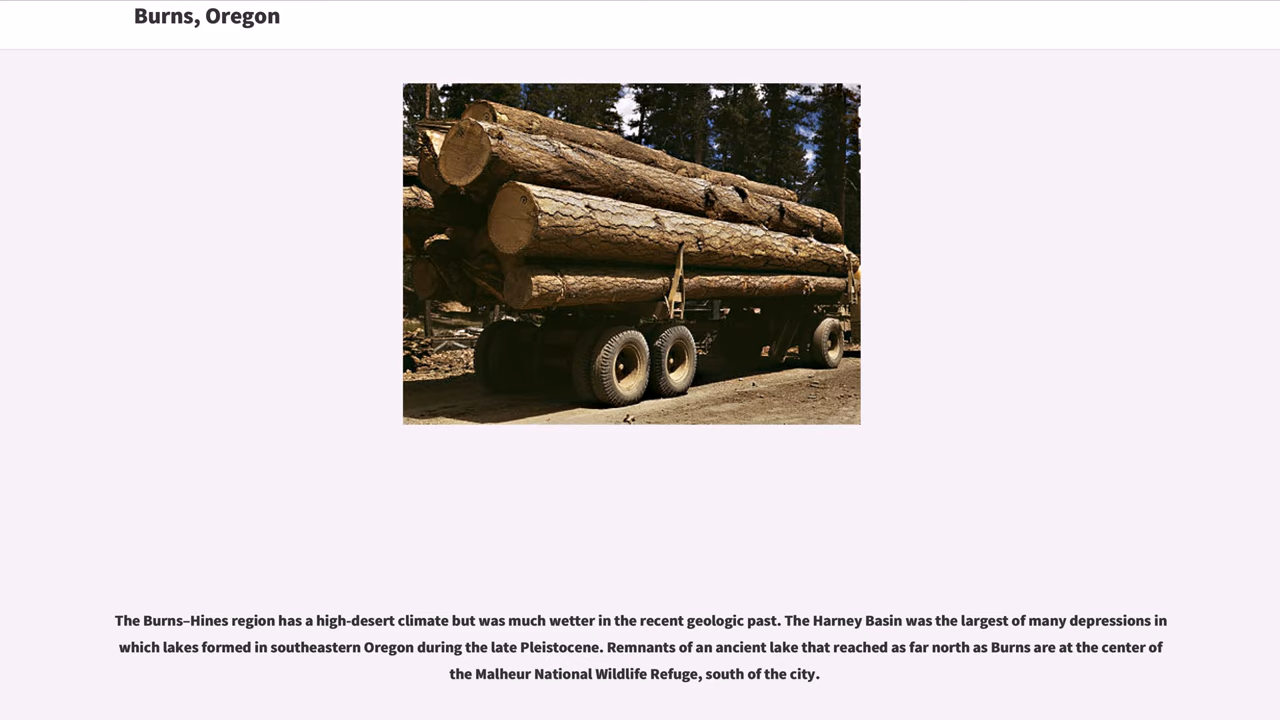 Burns, Oregon
The Burns–Hines region has a high-desert climate but was much wetter in the recent geologic past. The Harney Basin was the largest of many depressions in
which lakes formed in southeastern Oregon during the late Pleistocene. Remnants of an ancient lake that reached as far north as Burns are at the center of
the Malheur National Wildlife Refuge, south of the city.